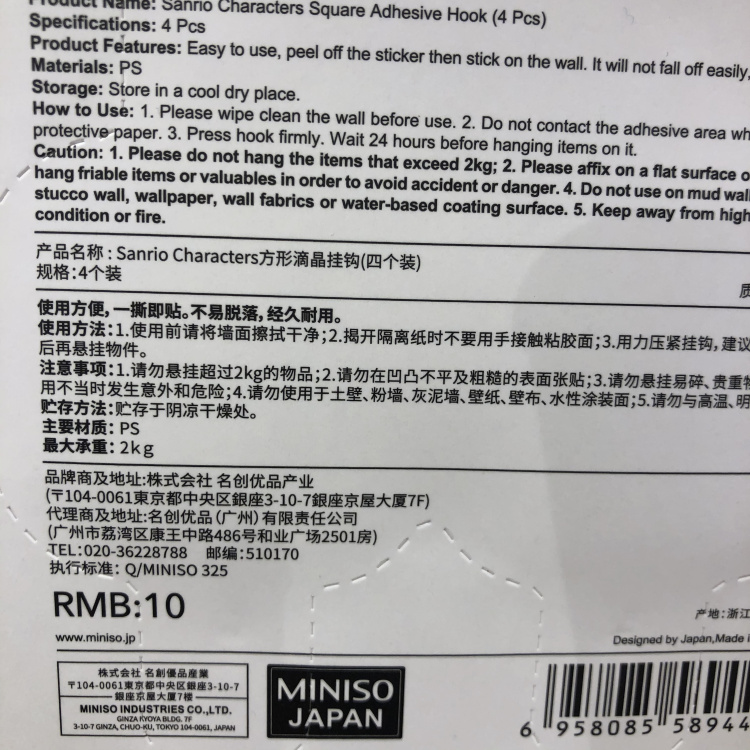 Product Name: Sanrio Characters Square Adhesive Hook (4 Pcs)
Specifications: 4 Pcs
Product Features: Easy to use, peel off the sticker then stick on the wall. It will not fall off easily,
Materials: PS
Storage: Store in a cool dry place.
How to Use: 1. Please wipe clean the wall before use. 2. Do not contact the adhesive area wh
protective paper. 3. Press hook firmly. Wait 24 hours before hanging items on it.
Caution: 1. Please do not hang the items that exceed 2kg; 2. Please affix on a flat surface o
hang friable items or valuables in order to avoid accident or danger. 4. Do not use on mud wal
stucco wall, wallpaper, wall fabrics or water-based coating surface. 5. Keep away from high
condition or fire.
产品名称：Sanrio Characters方形滴晶挂钩(四个装)
规格:4个装
质
使用方便，一撕即贴。不易脱落，经久耐用。
使用方法:1.使用前请将墙面擦拭干净;2.揭开隔离纸时不要用手接触粘胶面;3.用力压紧挂钩，建议
后再悬挂物件。
注意事项:1.请勿悬挂超过2kg的物品;2.请勿在凹凸不平及粗糙的表面张贴;3.请勿悬挂易碎、贵重物
用不当时发生意外和危险;4.请勿使用于土壁、粉墙、灰泥墙、壁纸、壁布、水性涂装面;5.请勿与高温、明
贮存方法:贮存于阴凉干燥处。
主要材质: PS
最大承重: 2kg
品牌商及地址:株式会社 名创优品产业
(〒104-0061東京都中央区銀座3-10-7銀座京屋大厦7F)
代理商及地址:名创优品(广州)有限责任公司
(广州市荔湾区康王中路486号和业广场2501房)
TEL:020-36228788 邮编:510170
执行标准: Q/MINISO 325
RMB:10
产地:浙江
www.miniso.jp
Designed by Japan,Made i
株式会社 名創優品産業
〒104-0061東京都中央区銀座3-10-7
銀座京屋大厦7楼
MINISO INDUSTRIES CO.,LTD.
GINZA KYOYA BLDG. 7F
3-10-7 GINZA, CHUO-KU, TOKYO 104-0061, JAPAN
MINISO
JAPAN
6 958085 58944